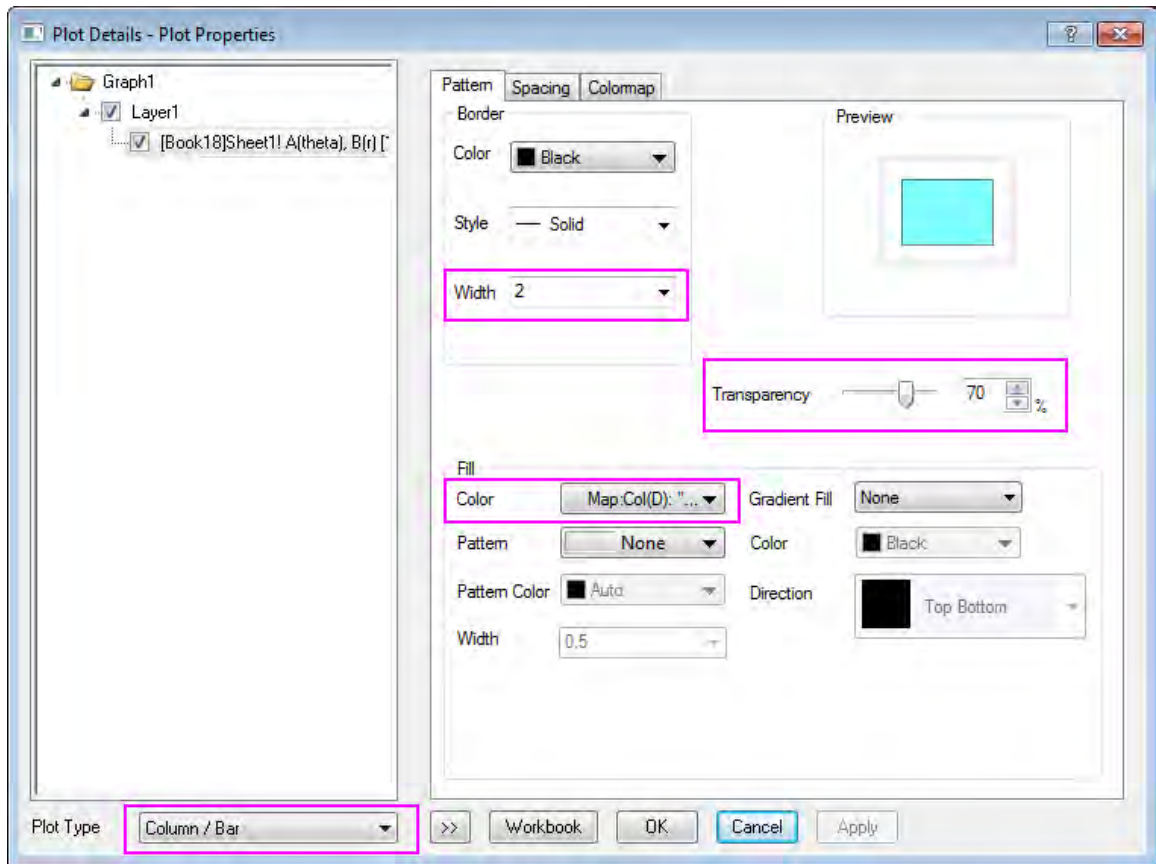 Plot Details - Plot Properties
Graph1
Layer1
[Book18]Sheet1! A(theta), B(r) [
Pattern Spacing Colormap
Border
Preview
Color Black
Style Solid
Width 2
Transparency 70 %
Fill
Color Map:Col(D): "... Gradient Fill None
Pattern None Color Black
Pattern Color Auto Direction Top Bottom
Width 0.5
Plot Type Column / Bar >> Workbook OK Cancel Apply